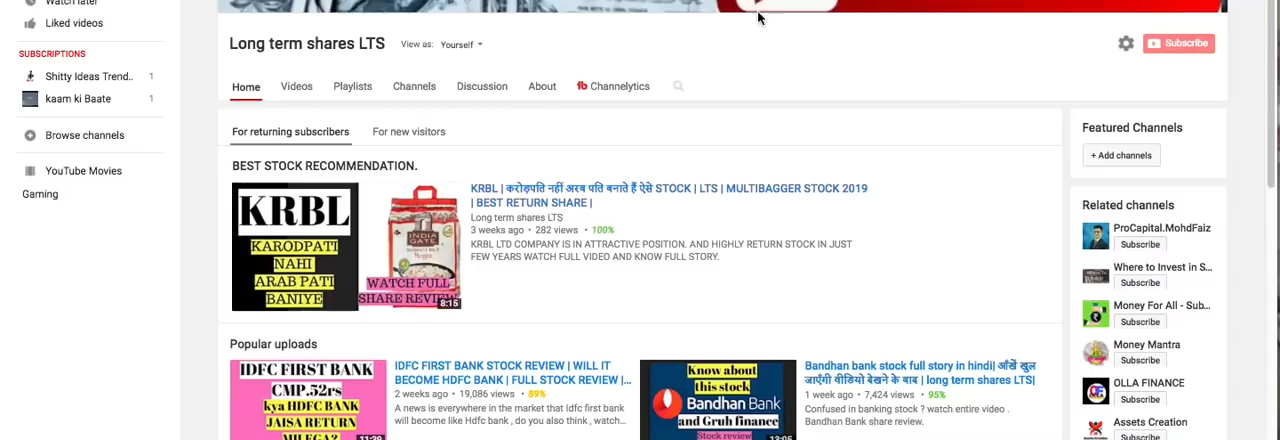 Watch later
Liked videos
SUBSCRIPTIONS
Shitty Ideas Trend.. 1
kaam ki Baate 1
Browse channels
YouTube Movies
Gaming
Long term shares LTS View as: Yourself
Subscribe
Home Videos Playlists Channels Discussion About Channelytics
For returning subscribers For new visitors
BEST STOCK RECOMMENDATION.
KRBL
KARODPATI
NAHI
ARAB PATI
BANIYE
INDIA
GATE
WATCH FULL
SHARE REVIEW
8:15
KRBL | करोड़पति नहीं अरब पति बनाते हैं ऐसे STOCK | LTS | MULTIBAGGER STOCK 2019
| BEST RETURN SHARE |
Long term shares LTS
3 weeks ago • 282 views • 100%
KRBL LTD COMPANY IS IN ATTRACTIVE POSITION. AND HIGHLY RETURN STOCK IN JUST
FEW YEARS WATCH FULL VIDEO AND KNOW FULL STORY.
Popular uploads
IDFC FIRST BANK
CMP.52rs
kya HDFC BANK
JAISA RETURN
MILEGA?
11:39
IDFC FIRST BANK STOCK REVIEW | WILL IT
BECOME HDFC BANK | FULL STOCK REVIEW |...
2 weeks ago • 19,086 views • 89%
A news is everywhere in the market that Idfc first bank
will become like Hdfc bank , do you also think , watch...
Know about
this stock
Bandhan Bank
and Gruh finance
Stock review
13:05
Bandhan bank stock full story in hindi| आँखें खुल
जाएँगी वीडियो देखने के बाद | long term shares LTS|
1 week ago • 7,424 views • 95%
Confused in banking stock ? watch entire video .
Bandhan Bank share review.
Featured Channels
+ Add channels
Related channels
ProCapital.MohdFaiz
Subscribe
Where to Invest in S...
Subscribe
Money For All - Sub...
Subscribe
Money Mantra
Subscribe
OLLA FINANCE
Subscribe
Assets Creation
Subscribe